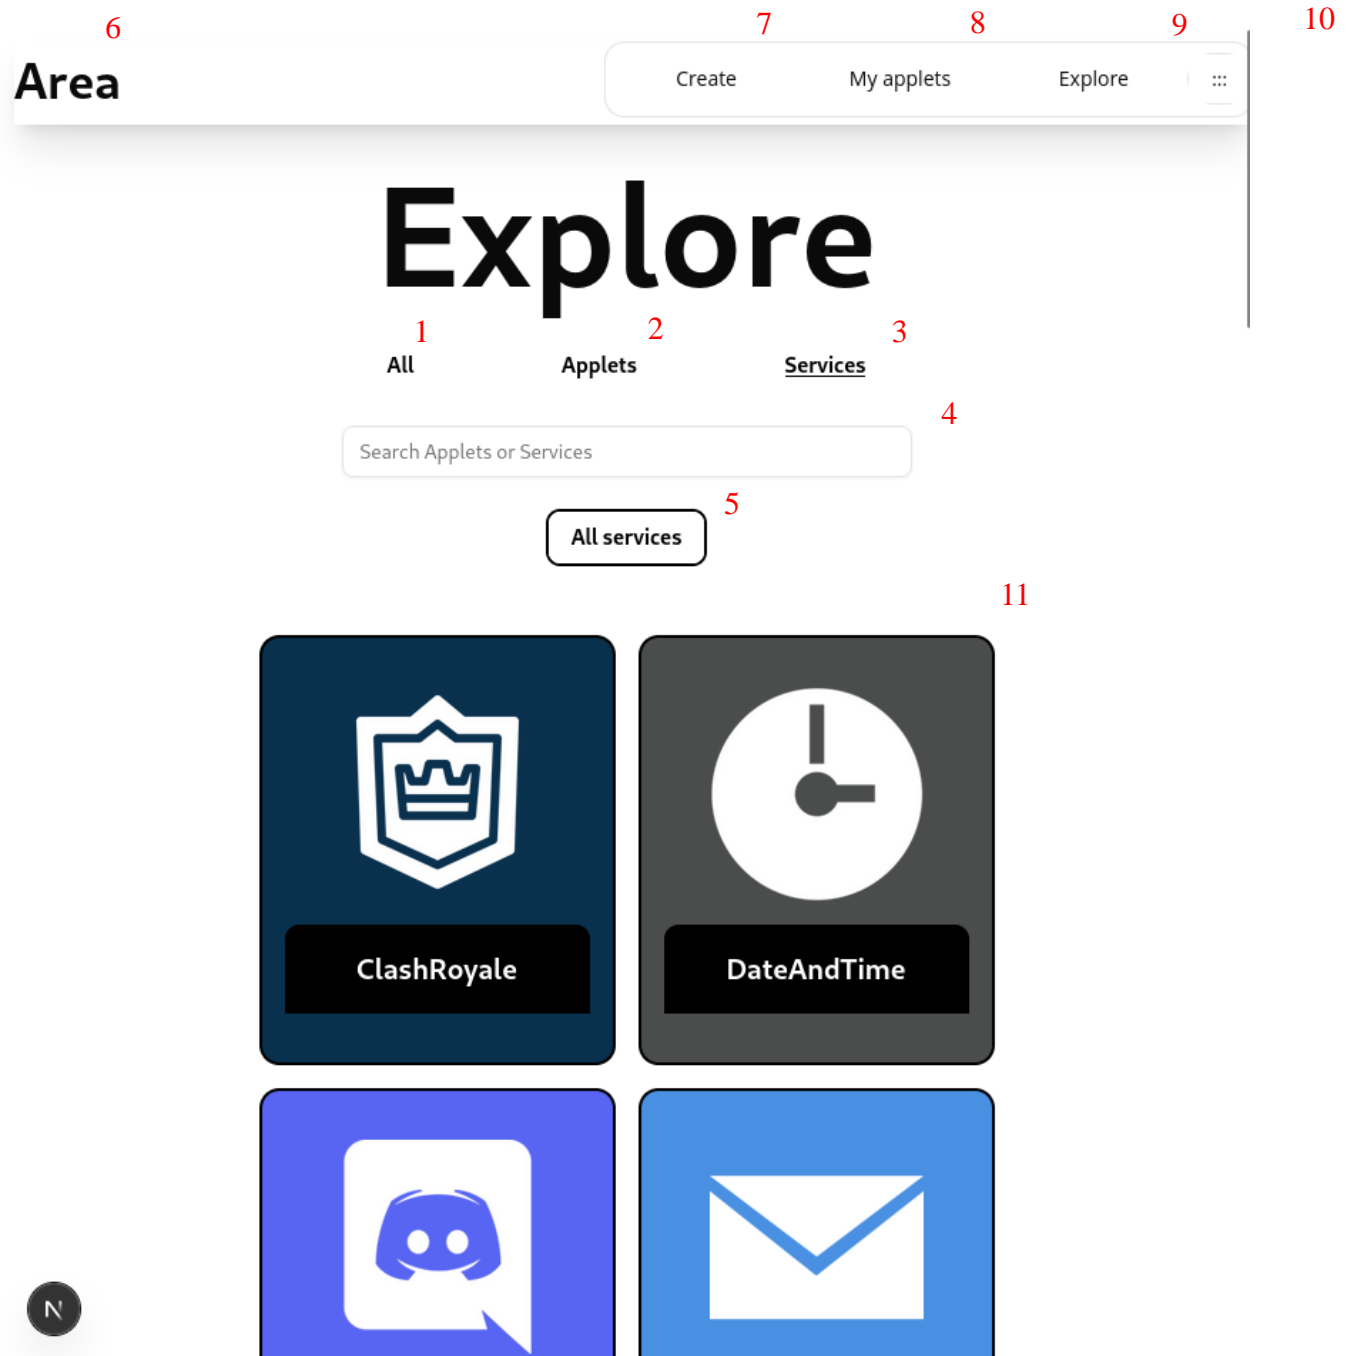 6 7 8 9 10
Area Create My applets Explore :::
Explore
1 2 3
All Applets Services
4
Search Applets or Services
5
All services
11
ClashRoyale DateAndTime
N